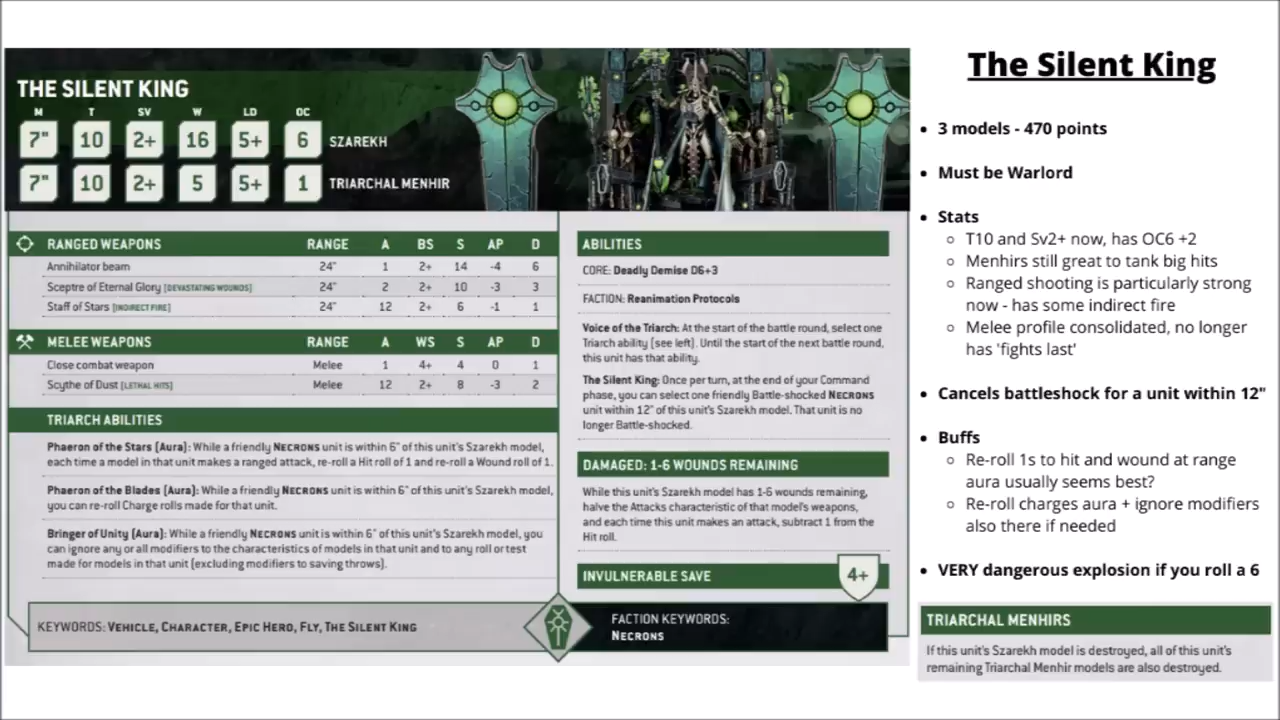 THE SILENT KING
M T SV W LD OC
7" 10 2+ 16 5+ 6 SZAREKH
7" 10 2+ 5 5+ 1 TRIARCHAL MENHIR
RANGED WEAPONS RANGE A BS S AP D
Annihilator beam 24" 1 2+ 14 -4 6
Sceptre of Eternal Glory [DEVASTATING WOUNDS] 24" 2 2+ 10 -3 3
Staff of Stars [INDIRECT FIRE] 24" 12 2+ 6 -1 1
MELEE WEAPONS RANGE A WS S AP D
Close combat weapon Melee 1 4+ 4 0 1
Scythe of Dust [LETHAL HITS] Melee 12 2+ 8 -3 2
TRIARCH ABILITIES
Phaeron of the Stars (Aura): While a friendly NECRONS unit is within 6" of this unit's Szarekh model,
each time a model in that unit makes a ranged attack, re-roll a Hit roll of 1 and re-roll a Wound roll of 1.
Phaeron of the Blades (Aura): While a friendly NECRONS unit is within 6" of this unit's Szarekh model,
you can re-roll Charge rolls made for that unit.
Bringer of Unity (Aura): While a friendly NECRONS unit is within 6" of this unit's Szarekh model, you
can ignore any or all modifiers to the characteristics of models in that unit and to any roll or test
made for models in that unit (excluding modifiers to saving throws).
ABILITIES
CORE: Deadly Demise D6+3
FACTION: Reanimation Protocols
Voice of the Triarch: At the start of the battle round, select one
Triarch ability (see left). Until the start of the next battle round,
this unit has that ability.
The Silent King: Once per turn, at the end of your Command
phase, you can select one friendly Battle-shocked NECRONS
unit within 12" of this unit's Szarekh model. That unit is no
longer Battle-shocked.
DAMAGED: 1-6 WOUNDS REMAINING
While this unit's Szarekh model has 1-6 wounds remaining,
halve the Attacks characteristic of that model's weapons,
and each time this unit makes an attack, subtract 1 from the
Hit roll.
INVULNERABLE SAVE 4+
KEYWORDS: VEHICLE, CHARACTER, EPIC HERO, FLY, THE SILENT KING
FACTION KEYWORDS:
NECRONS
The Silent King
• 3 models - 470 points
• Must be Warlord
• Stats
○ T10 and Sv2+ now, has OC6 +2
○ Menhirs still great to tank big hits
○ Ranged shooting is particularly strong
now - has some indirect fire
○ Melee profile consolidated, no longer
has 'fights last'
• Cancels battleshock for a unit within 12"
• Buffs
○ Re-roll 1s to hit and wound at range
aura usually seems best?
○ Re-roll charges aura + ignore modifiers
also there if needed
• VERY dangerous explosion if you roll a 6
TRIARCHAL MENHIRS
If this unit's Szarekh model is destroyed, all of this unit's
remaining Triarchal Menhir models are also destroyed.